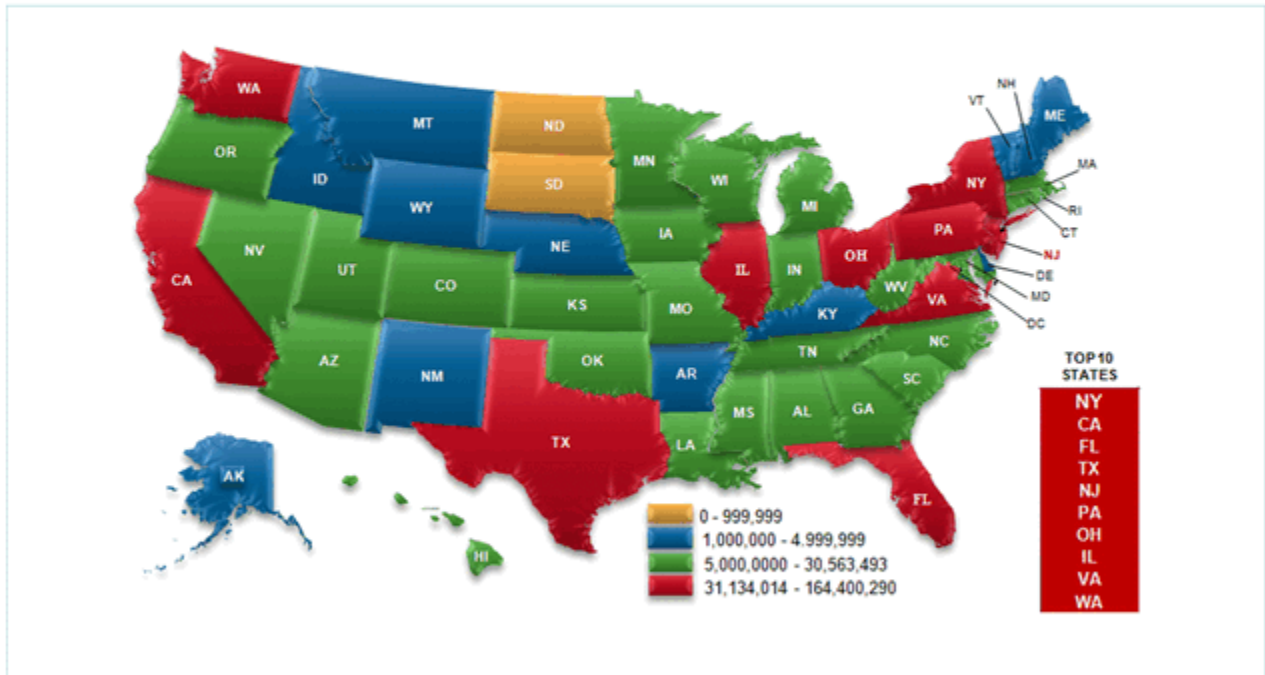 WA
MT
ND
MN
OR
ID
SD
WI
MI
WY
NH
VT
ME
MA
NY
RI
CT
NJ
PA
DE
MD
DC
NV
UT
CO
NE
IA
IL
IN
OH
WV
VA
CA
KS
MO
KY
AZ
NM
OK
AR
TN
NC
SC
TX
LA
MS
AL
GA
FL
AK
HI
0 - 999,999
1,000,000 - 4.999,999
5,000,0000 - 30,563,493
31,134,014 - 164,400,290
TOP 10
STATES
NY
CA
FL
TX
NJ
PA
OH
IL
VA
WA